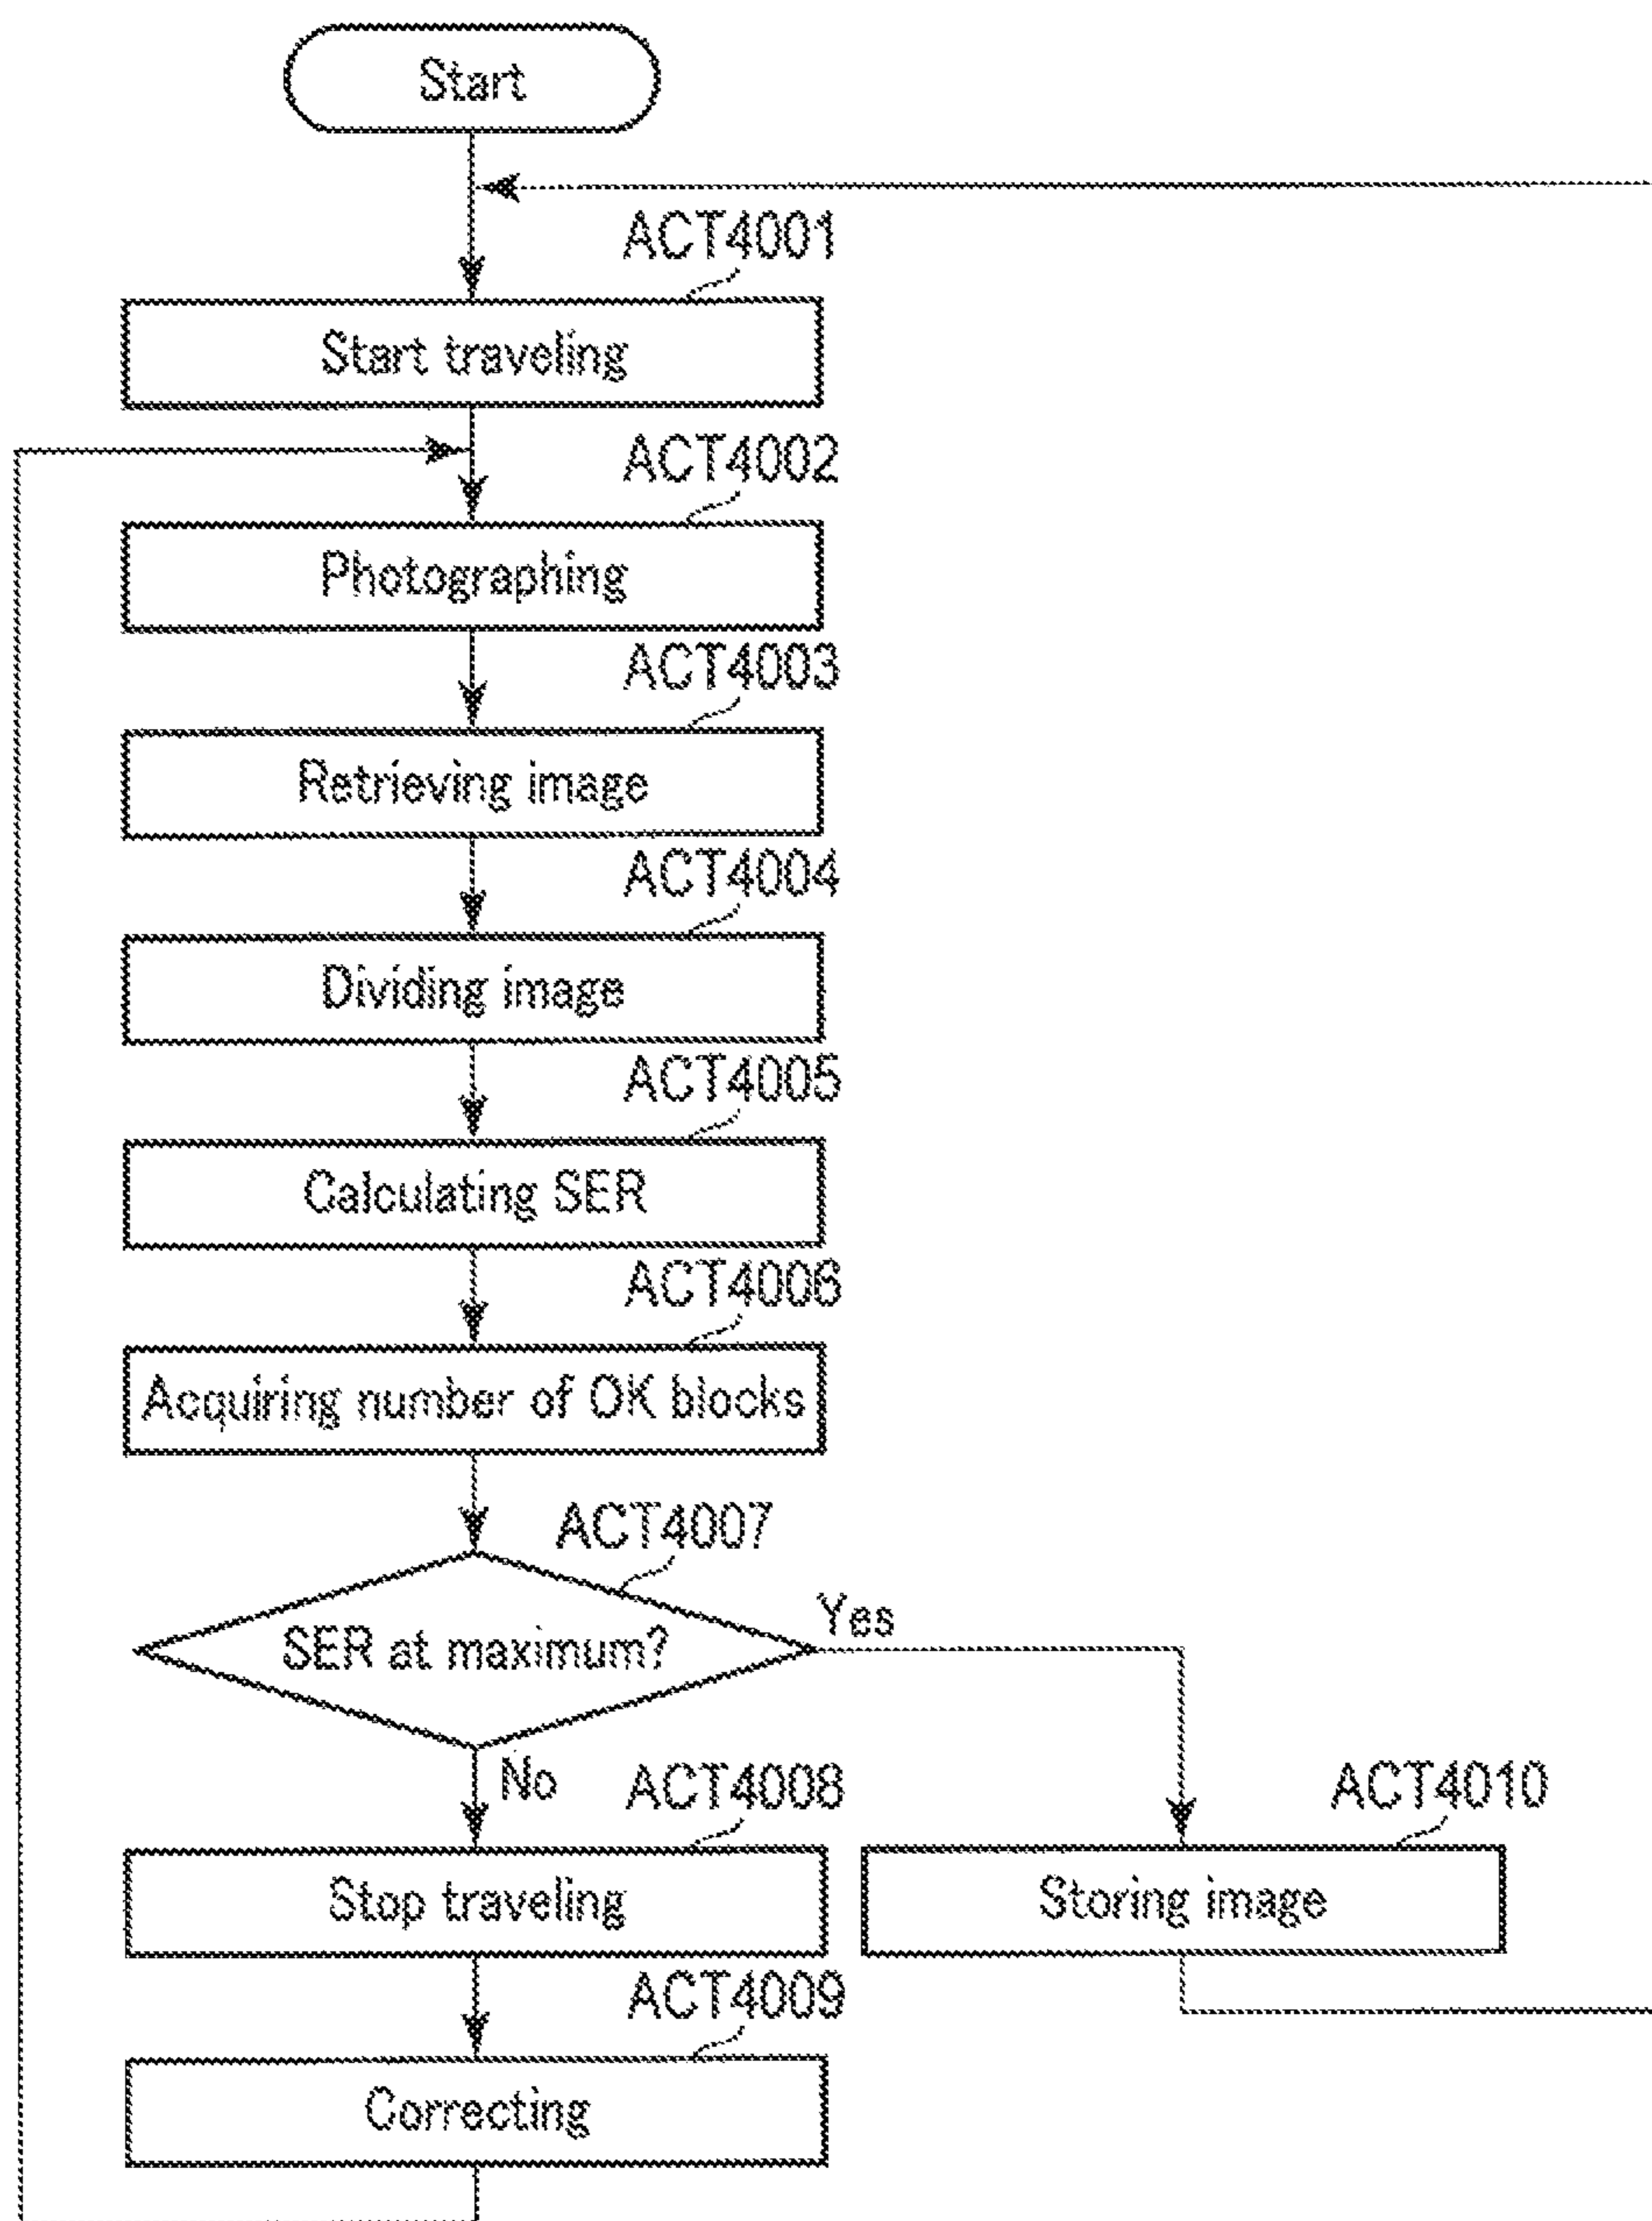 Start
ACT4001
Start traveling
ACT4002
Photographing
ACT4003
Retrieving image
ACT4004
Dividing image
ACT4005
Calculating SER
ACT4006
Acquiring number of OK blocks
ACT4007
SER at maximum?
Yes
No
ACT4008
Stop traveling
ACT4010
Storing image
ACT4009
Correcting